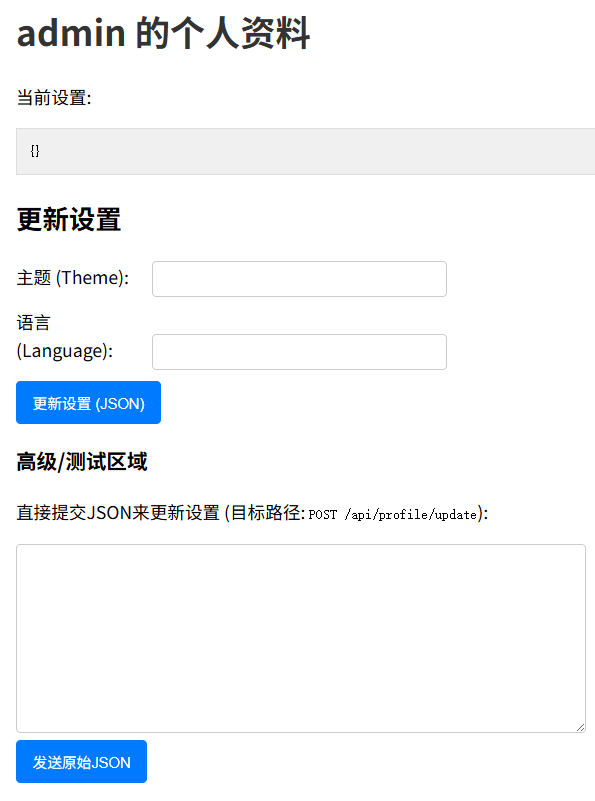 admin 的个人资料
当前设置:
{}
更新设置
主题 (Theme):
语言
(Language):
更新设置 (JSON)
高级/测试区域
直接提交JSON来更新设置 (目标路径: POST /api/profile/update):
发送原始JSON